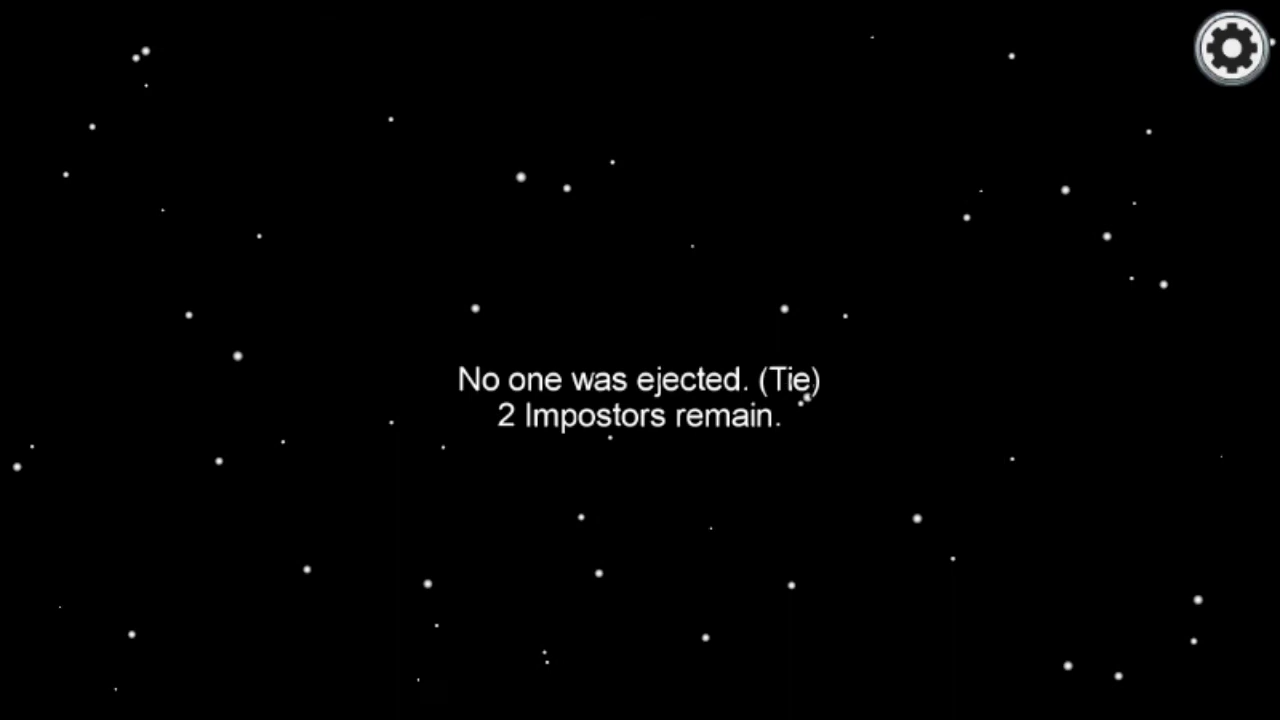 No one was ejected. (Tie)
2 Impostors remain.